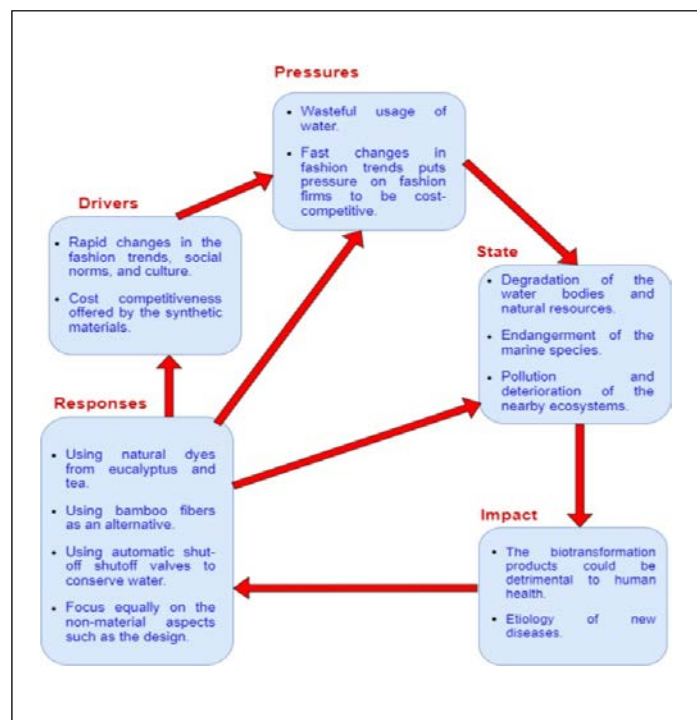 Pressures
• Wasteful usage of
water.
• Fast changes in
fashion trends puts
pressure on fashion
firms to be cost-
competitive.
Drivers
• Rapid changes in the
fashion trends, social
norms, and culture.
• Cost competitiveness
offered by the synthetic
materials.
State
• Degradation of the
water bodies and
natural resources.
• Endangerment of the
marine species.
• Pollution and
deterioration of the
nearby ecosystems.
Responses
• Using natural dyes
from eucalyptus and
tea.
• Using bamboo fibers
as an alternative.
• Using automatic shut-
off shutoff valves to
conserve water.
• Focus equally on the
non-material aspects
such as the design.
Impact
• The biotransformation
products could be
detrimental to human
health.
• Etiology of new
diseases.